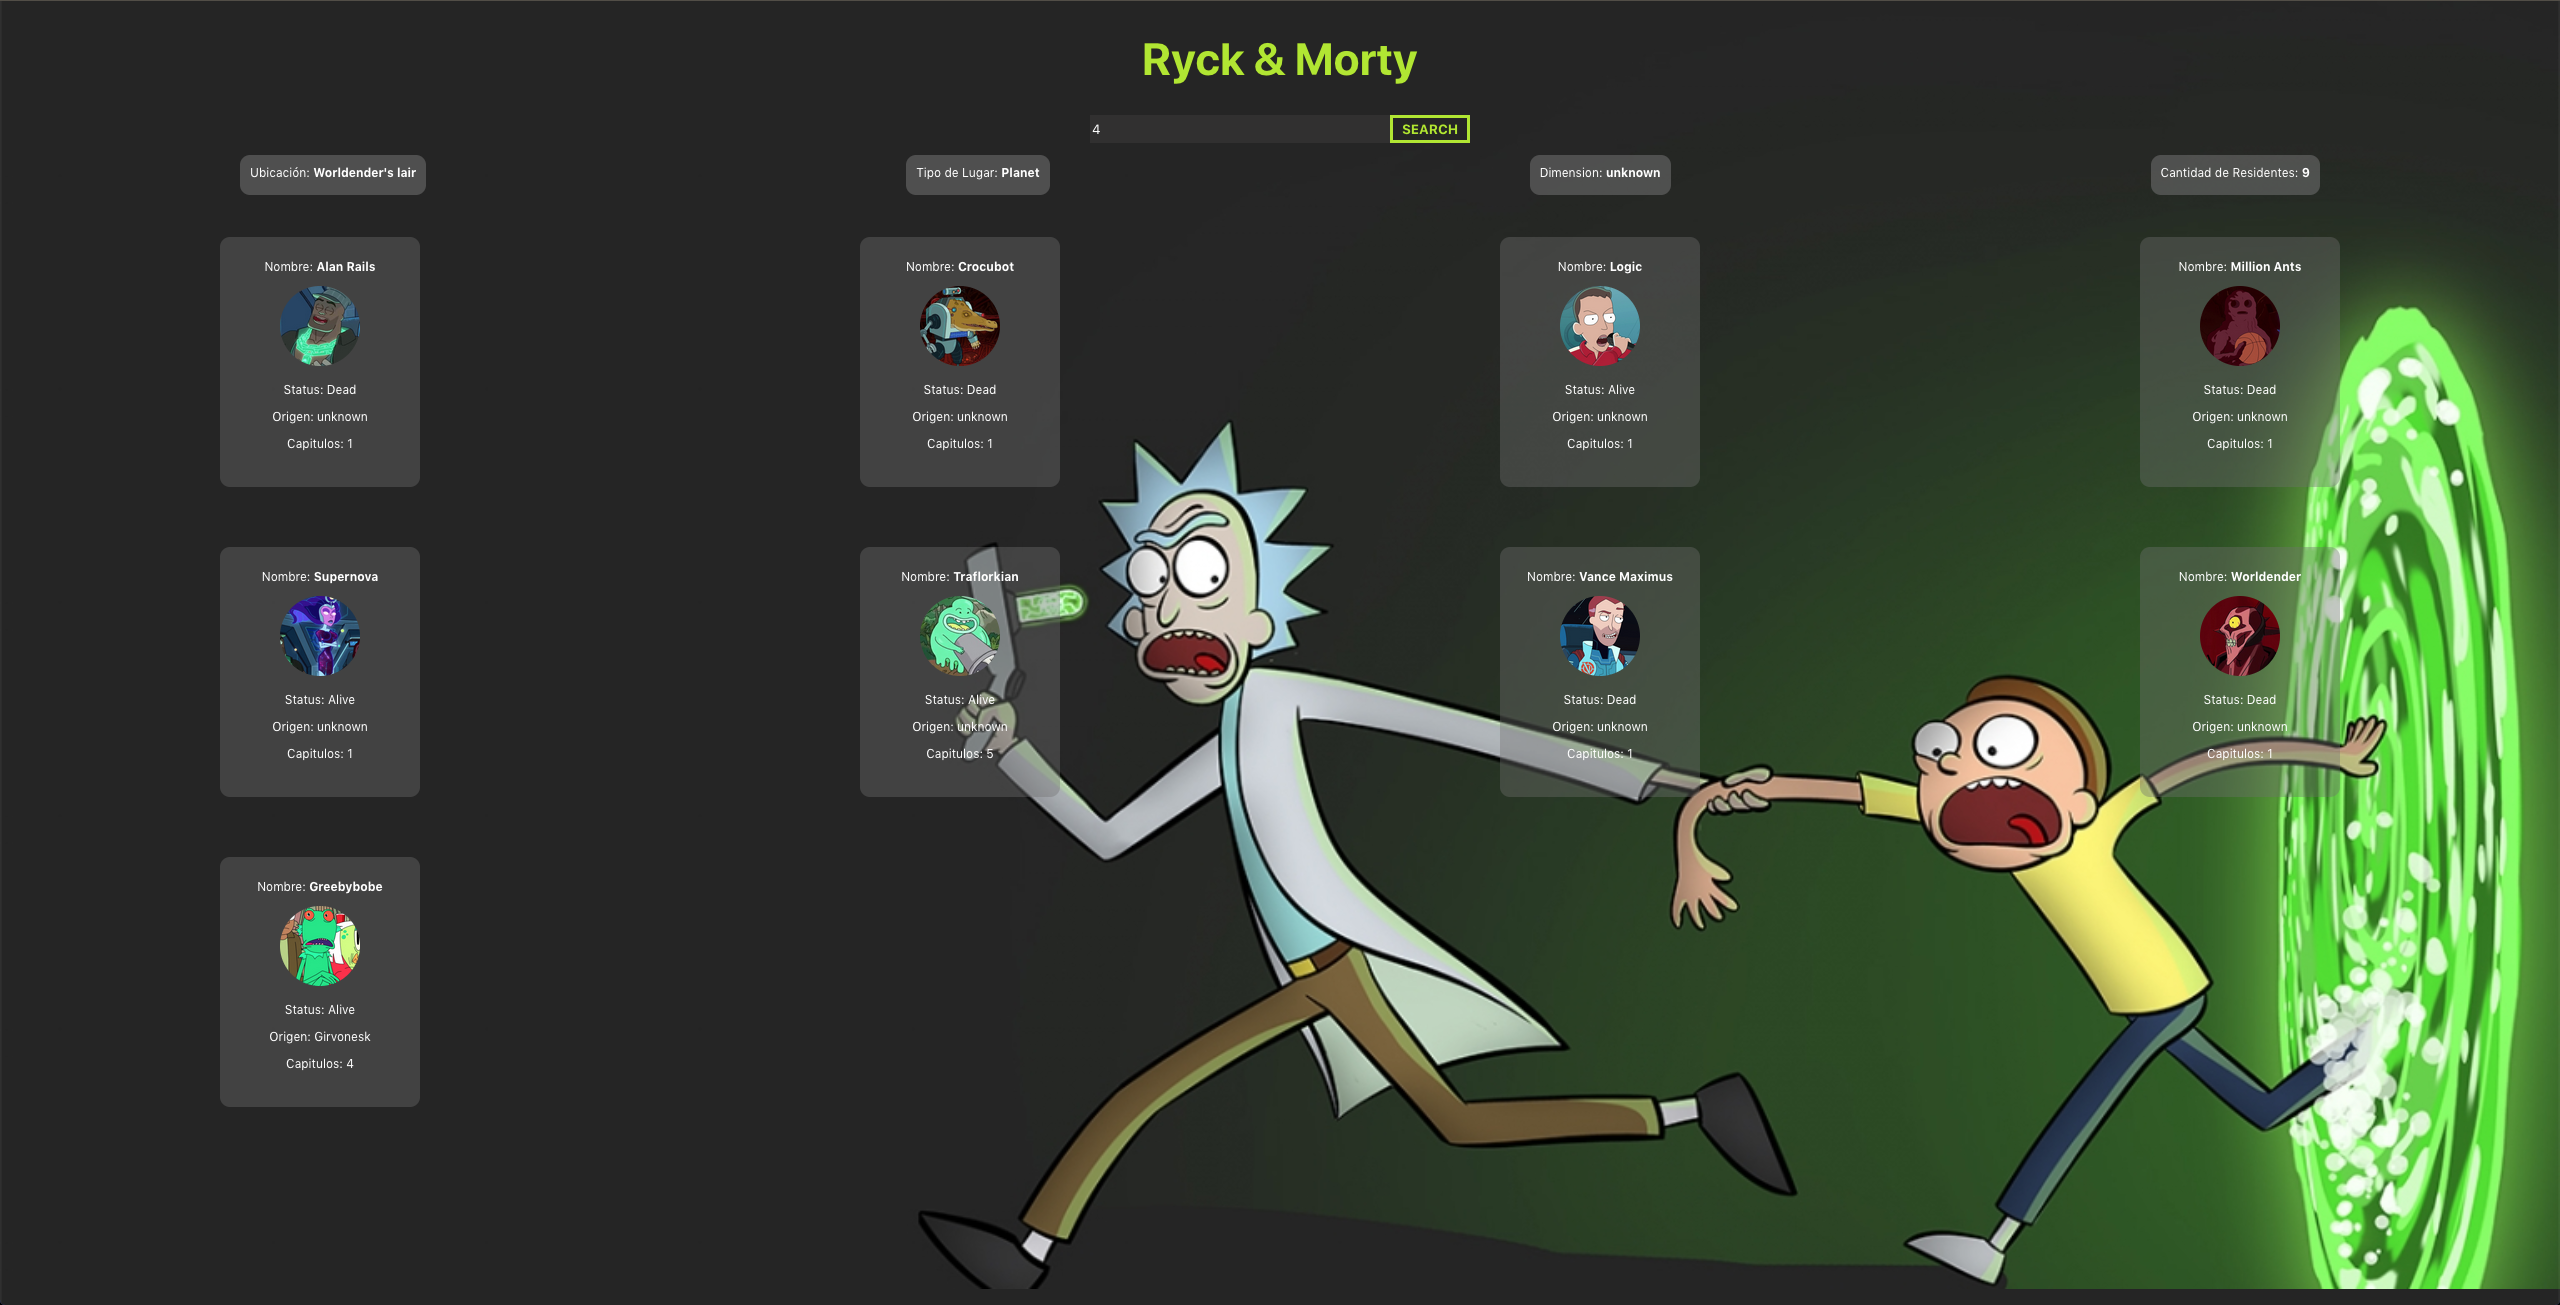 Ryck & Morty
4
SEARCH
Ubicación: Worldender's lair
Tipo de Lugar: Planet
Dimension: unknown
Cantidad de Residentes: 9
Nombre: Alan Rails
Status: Dead
Origen: unknown
Capitulos: 1
Nombre: Crocubot
Status: Dead
Origen: unknown
Capitulos: 1
Nombre: Logic
Status: Alive
Origen: unknown
Capitulos: 1
Nombre: Million Ants
Status: Dead
Origen: unknown
Capitulos: 1
Nombre: Supernova
Status: Alive
Origen: unknown
Capitulos: 1
Nombre: Traflorkian
Status: Alive
Origen: unknown
Capitulos: 5
Nombre: Vance Maximus
Status: Dead
Origen: unknown
Capitulos: 1
Nombre: Worldender
Status: Dead
Origen: unknown
Capitulos: 1
Nombre: Greebybobe
Status: Alive
Origen: Girvonesk
Capitulos: 4